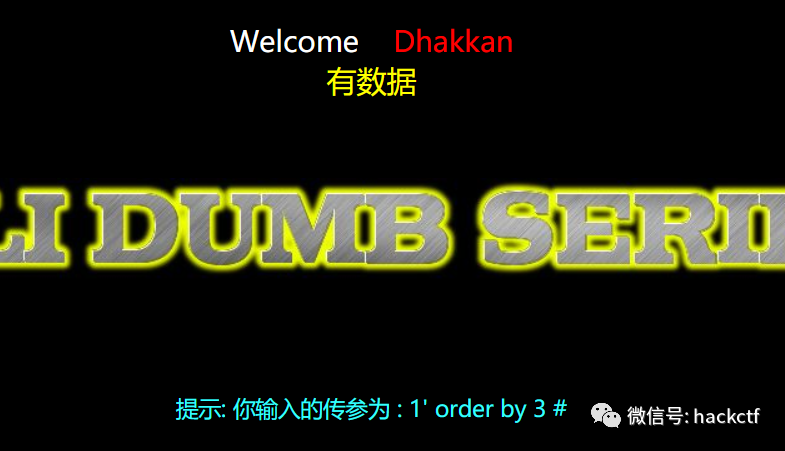 Welcome Dhakkan
有数据
LI DUMB SERI
提示: 你输入的传参为 : 1' order by 3 #
微信号: hackctf